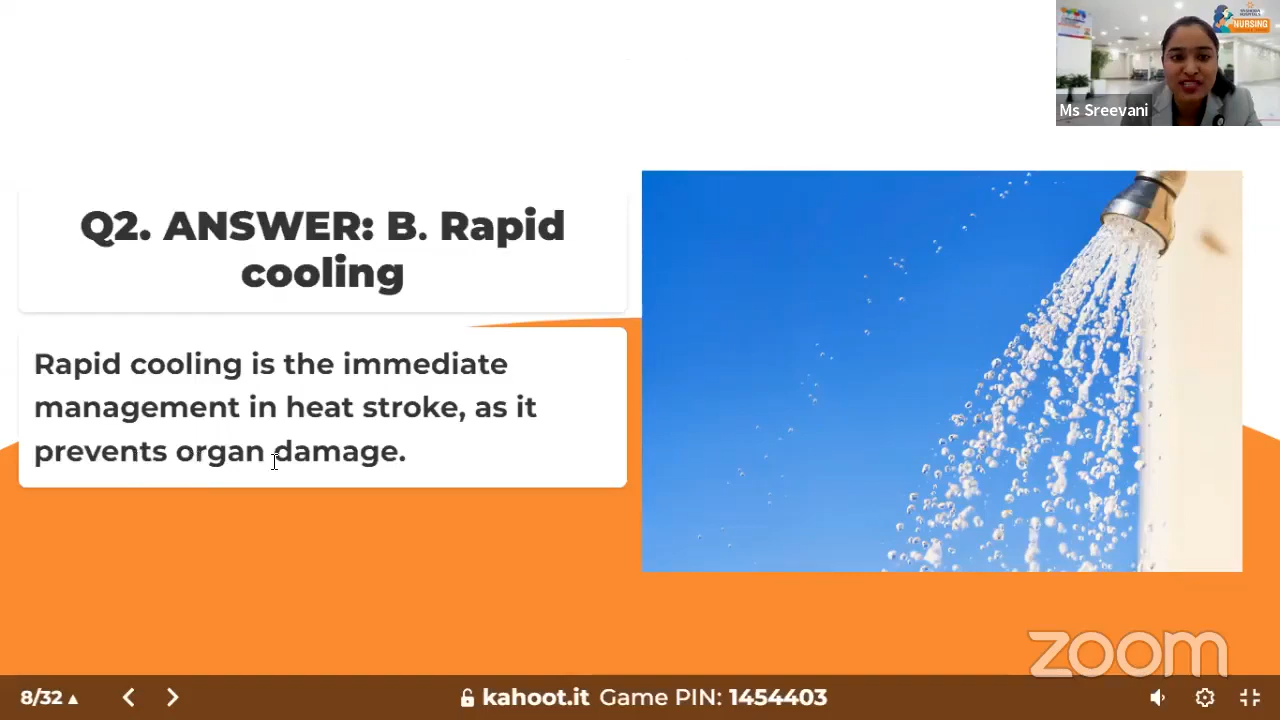 NURSING
Ms Sreevani
Q2. ANSWER: B. Rapid
cooling
Rapid cooling is the immediate
management in heat stroke, as it
prevents organ damage.
zoom
8/32
kahoot.it Game PIN: 1454403